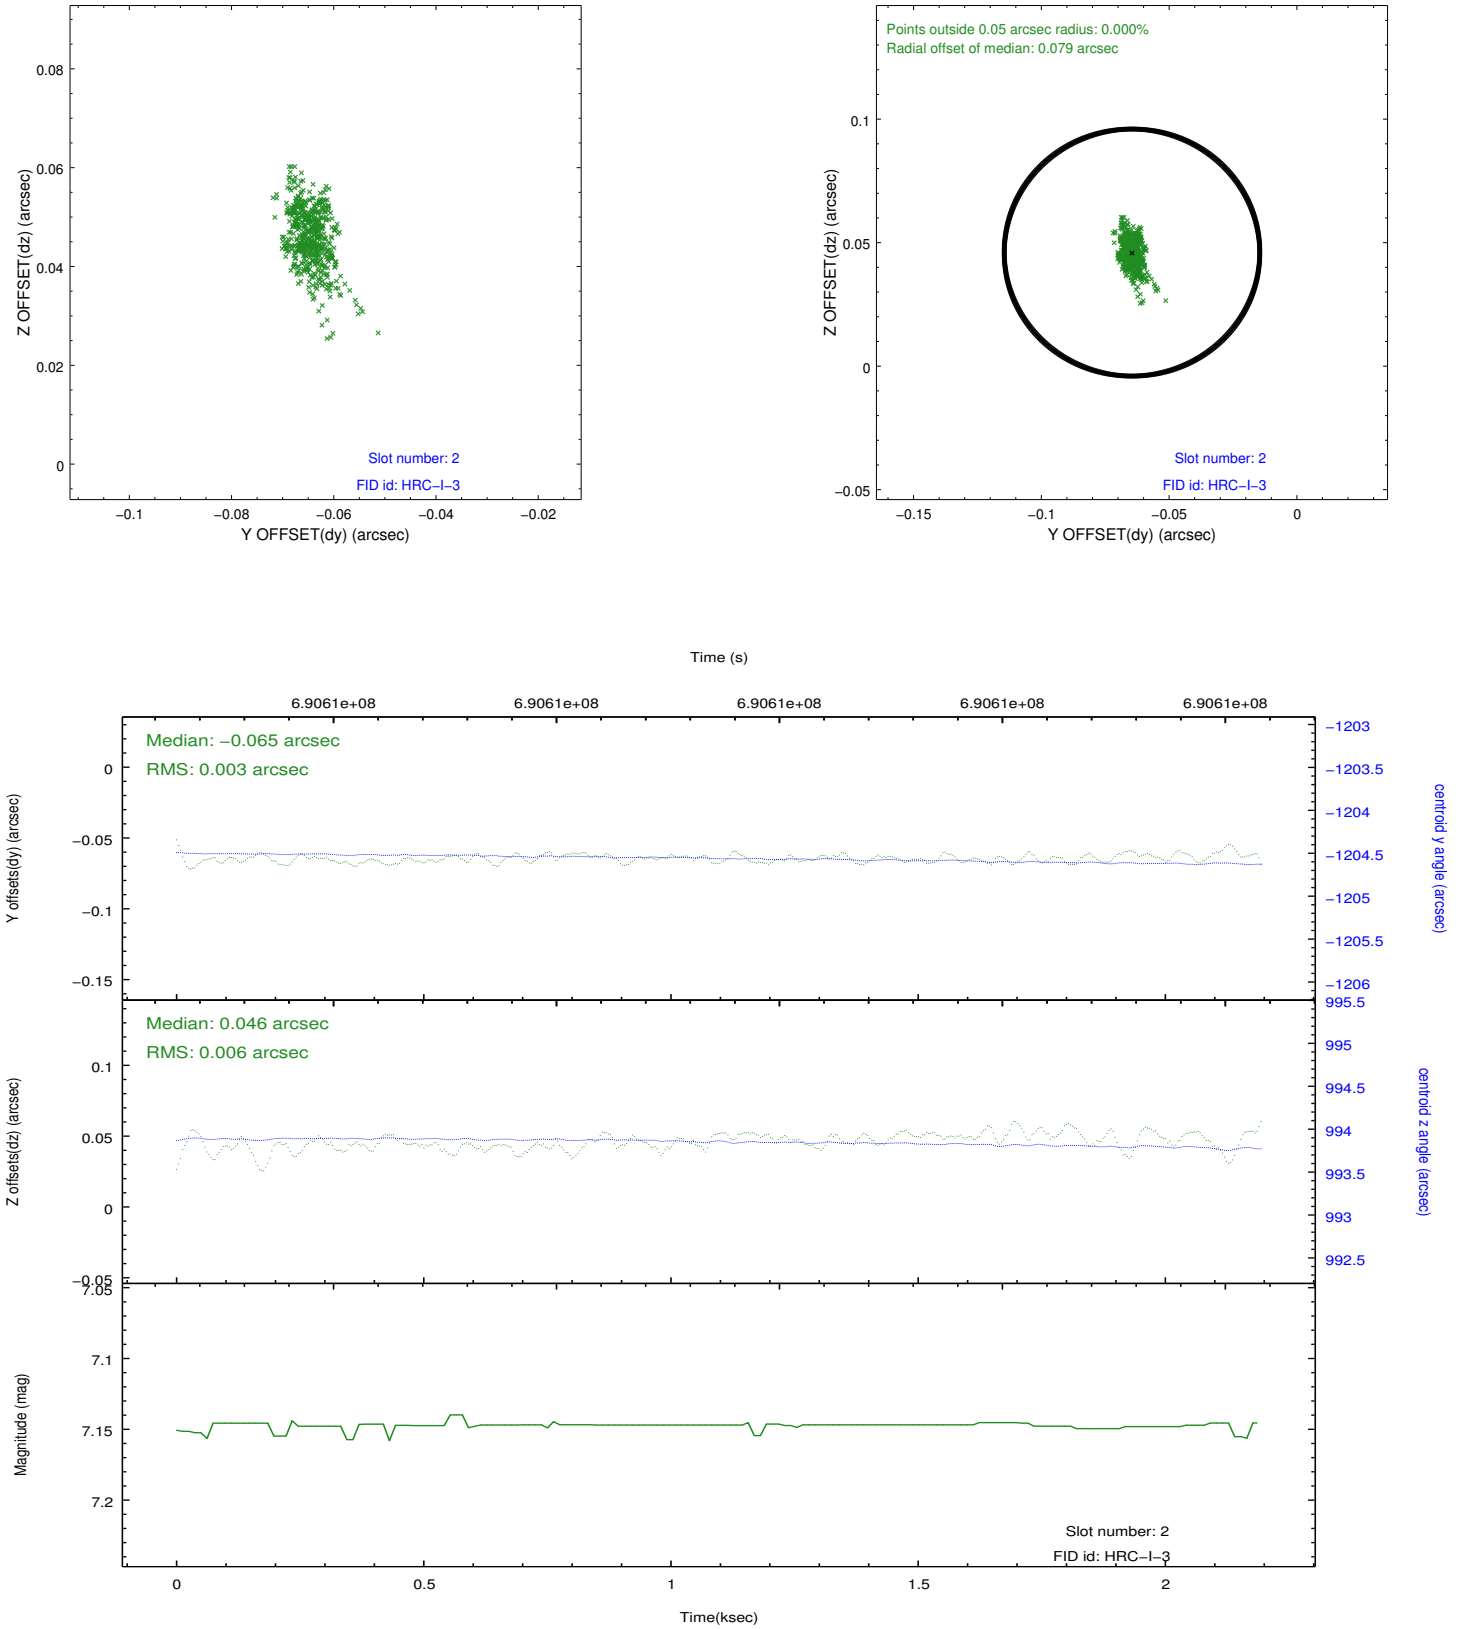 0.08
0.06
0.04
0.02
0
−0.1
−0.08
−0.06
−0.04
−0.02
Z OFFSET(dz) (arcsec)
Y OFFSET(dy) (arcsec)
Slot number: 2
FID id: HRC−I−3
Points outside 0.05 arcsec radius: 0.000%
Radial offset of median: 0.079 arcsec
0.1
0.05
0
−0.05
−0.15
−0.1
−0.05
0
Z OFFSET(dz) (arcsec)
Y OFFSET(dy) (arcsec)
Slot number: 2
FID id: HRC−I−3
Time (s)
6.9061e+08
6.9061e+08
6.9061e+08
6.9061e+08
6.9061e+08
Median: −0.065 arcsec
RMS: 0.003 arcsec
0
−0.05
−0.1
−0.15
Y offsets(dy) (arcsec)
−1203
−1203.5
−1204
−1204.5
−1205
−1205.5
−1206
centroid y angle (arcsec)
Median: 0.046 arcsec
RMS: 0.006 arcsec
0.1
0.05
0
−0.05
Z offsets(dz) (arcsec)
995.5
995
994.5
994
993.5
993
992.5
centroid z angle (arcsec)
7.05
7.1
7.15
7.2
Magnitude (mag)
Slot number: 2
FID id: HRC−I−3
0
0.5
1
1.5
2
Time(ksec)